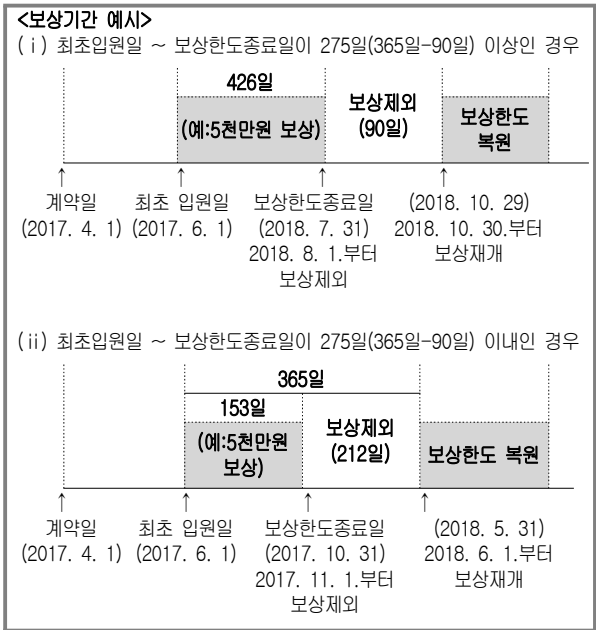 <보상기간 예시>
(ⅰ) 최초입원일 ~ 보상한도종료일이 275일(365일-90일) 이상인 경우
426일
(예:5천만원 보상)
보상제외
(90일)
보상한도
복원
계약일
(2017. 4. 1)
최초 입원일
(2017. 6. 1)
보상한도종료일
(2018. 7. 31)
2018. 8. 1.부터
보상제외
(2018. 10. 29)
2018. 10. 30.부터
보상재개
(ⅱ) 최초입원일 ~ 보상한도종료일이 275일(365일-90일) 이내인 경우
365일
153일
(예:5천만원
보상)
보상제외
(212일)
보상한도 복원
계약일
(2017. 4. 1)
최초 입원일
(2017. 6. 1)
보상한도종료일
(2017. 10. 31)
2017. 11. 1.부터
보상제외
(2018. 5. 31)
2018. 6. 1.부터
보상재개